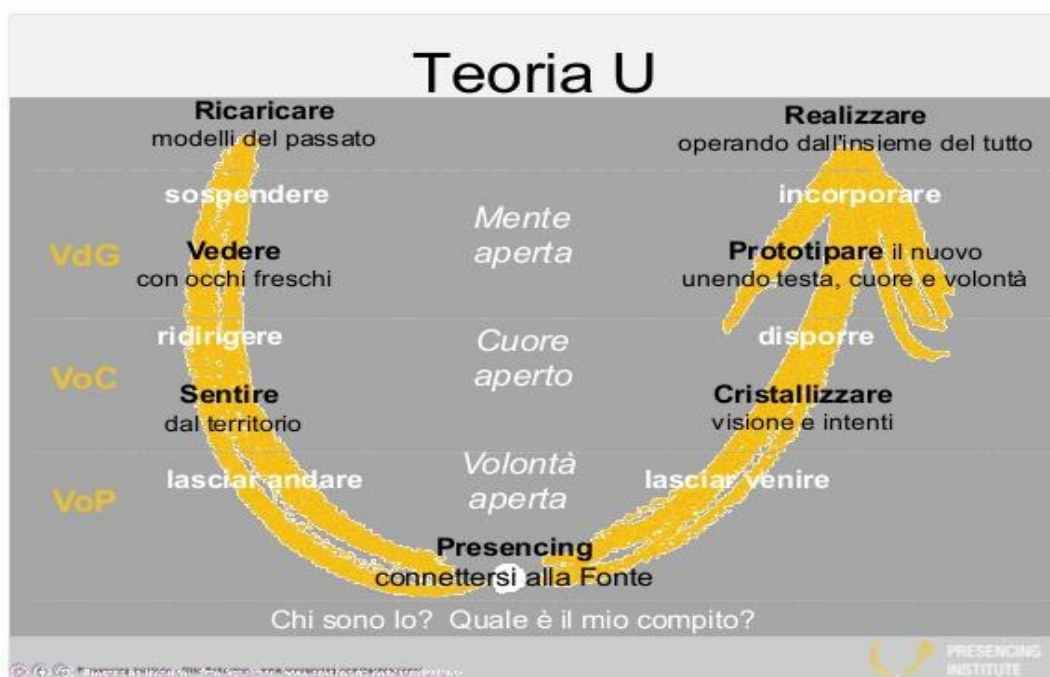 Teoria U
Ricaricare
modelli del passato
Realizzare
operando dall'insieme del tutto
sospendere
Mente
aperta
incorporare
VdG
Vedere
con occhi freschi
Prototipare il nuovo
unendo testa, cuore e volontà
ridirigere
Cuore
aperto
disporre
VoC
Sentire
dal territorio
Cristallizzare
visione e intenti
lasciar andare
Volontà
aperta
lasciar venire
VoP
Presencing
connettersi alla Fonte
Chi sono Io? Quale è il mio compito?
PRESENCING
INSTITUTE